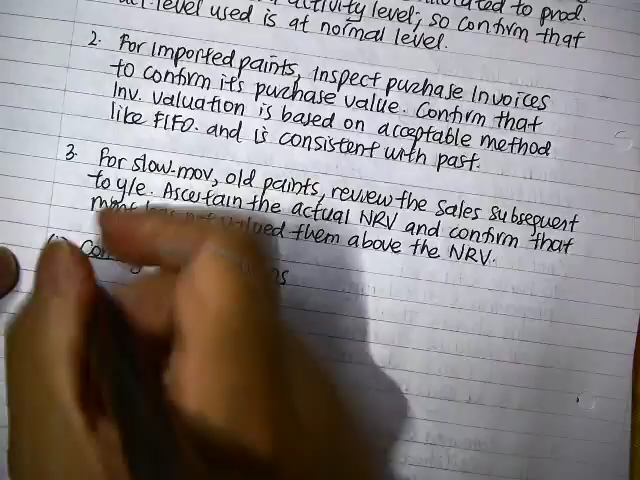 level used is at normal level.
activity level, so confirm that
to prod.
2. For imported paints, inspect purchase invoices
to confirm its purchase value. Confirm that
Inv. valuation is based on acceptable method
like FIFO. and is consistent with past.
3. For slow-mov, old paints, review the sales subsequent
to y/e. Ascertain the actual NRV and confirm that
not valued them above the NRV.